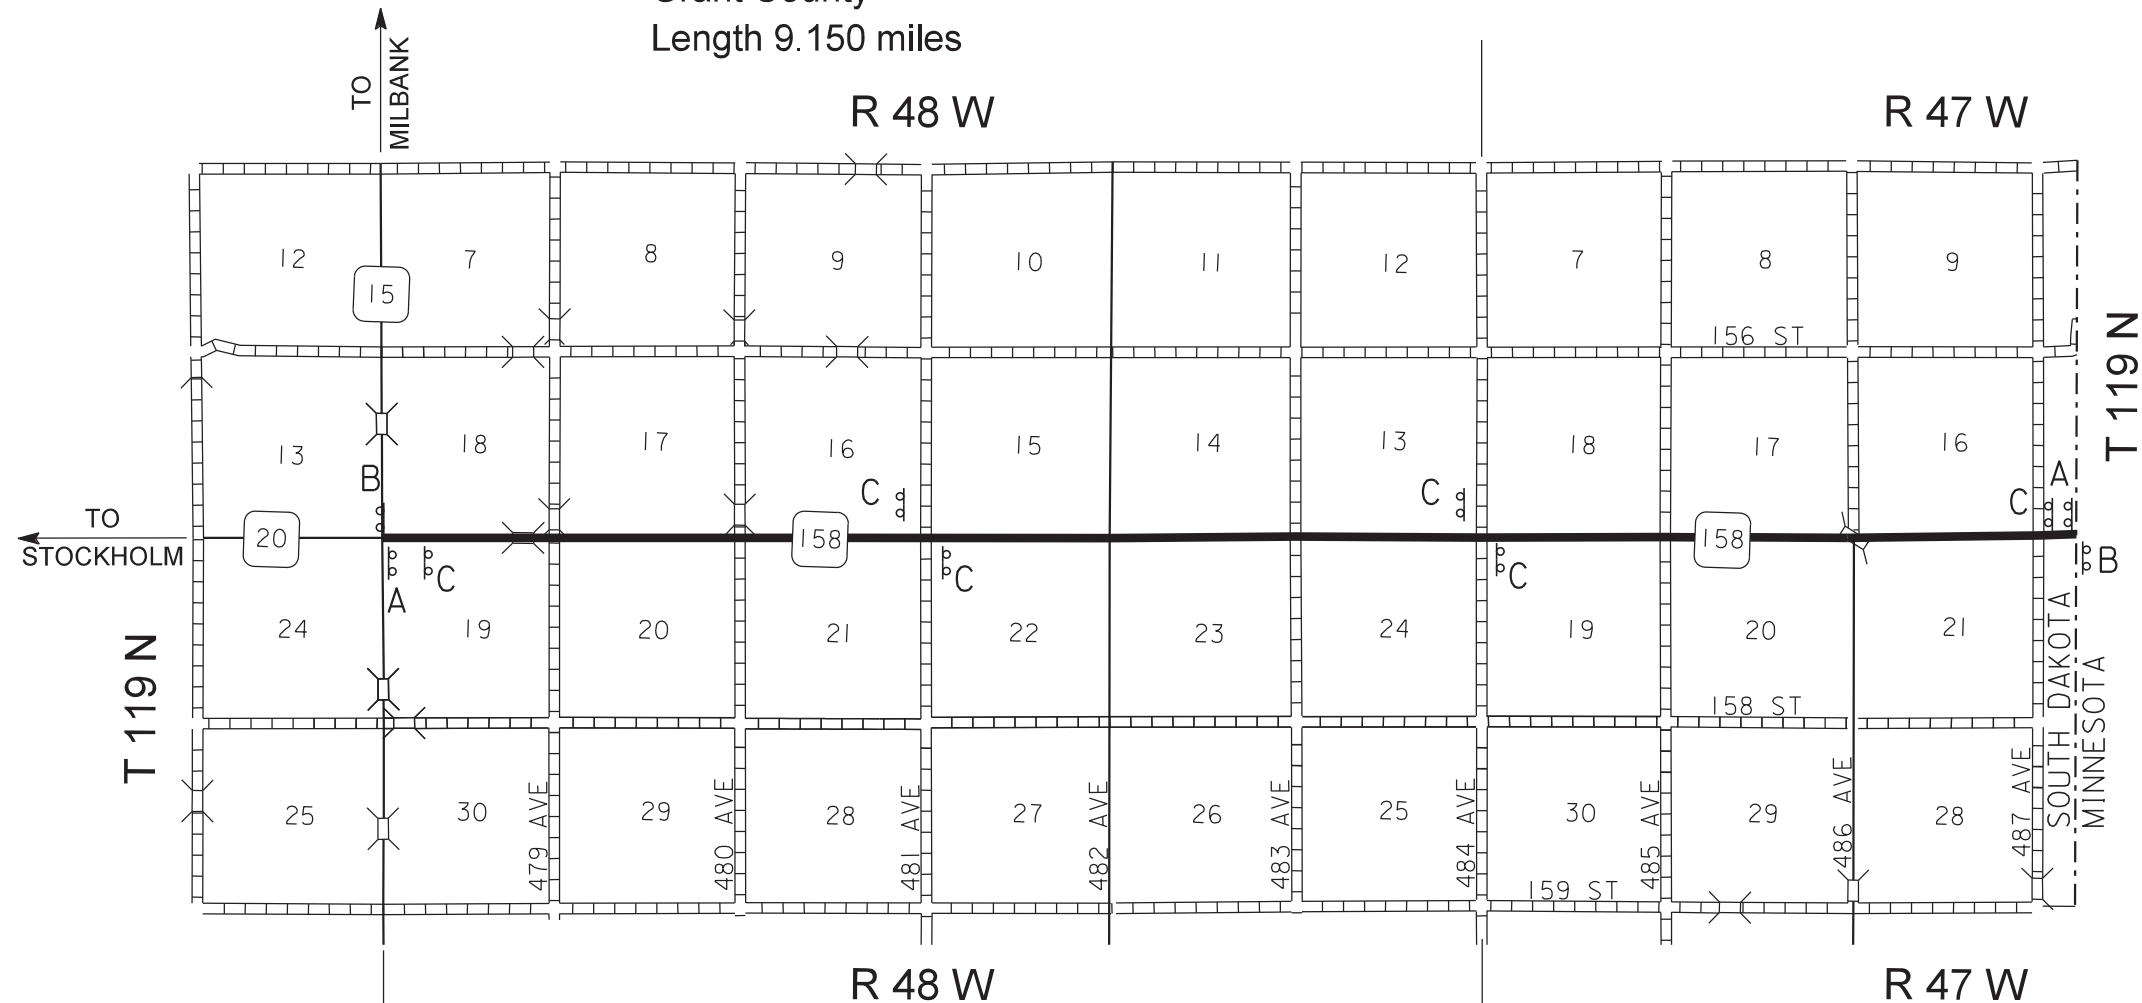 Grant County
Length 9.150 miles
TO
MILBANK
R 48 W
R 47 W
12
7
8
9
10
11
12
7
8
9
15
156 ST
T 119 N
13
18
17
16
15
14
13
18
17
16
B
C
C
C
A
TO
STOCKHOLM
20
158
158
A
C
C
C
B
24
19
20
21
22
23
24
19
20
21
T 119 N
158 ST
SOUTH DAKOTA
MINNESOTA
25
30
29
28
27
26
25
30
29
28
479 AVE
480 AVE
481 AVE
482 AVE
483 AVE
484 AVE
485 AVE
486 AVE
487 AVE
159 ST
R 48 W
R 47 W